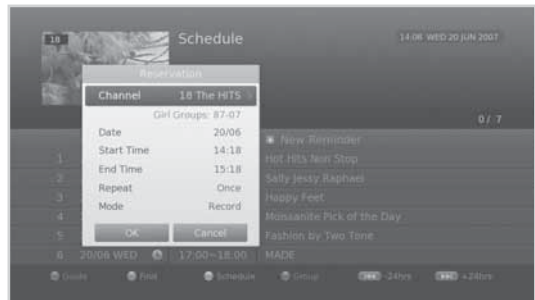 18
Schedule
14:06 WED 20 JUN 2007
Reservation
Channel 18 The HITS
Girl Groups: 87-07
Date 20/06
Start Time 14:18
End Time 15:18
Repeat Once
Mode Record
OK Cancel
0/ 7
New Reminder
1 Hot Hits Non Stop
2 Sally Jessy Raphael
3 Happy Feet
4 Moissanite Pick of the Day
5 Fashion by Two Tone
6 20/06 WED 17:00~18:00 MADE
Guide Find Schedule Group -24hrs +24hrs